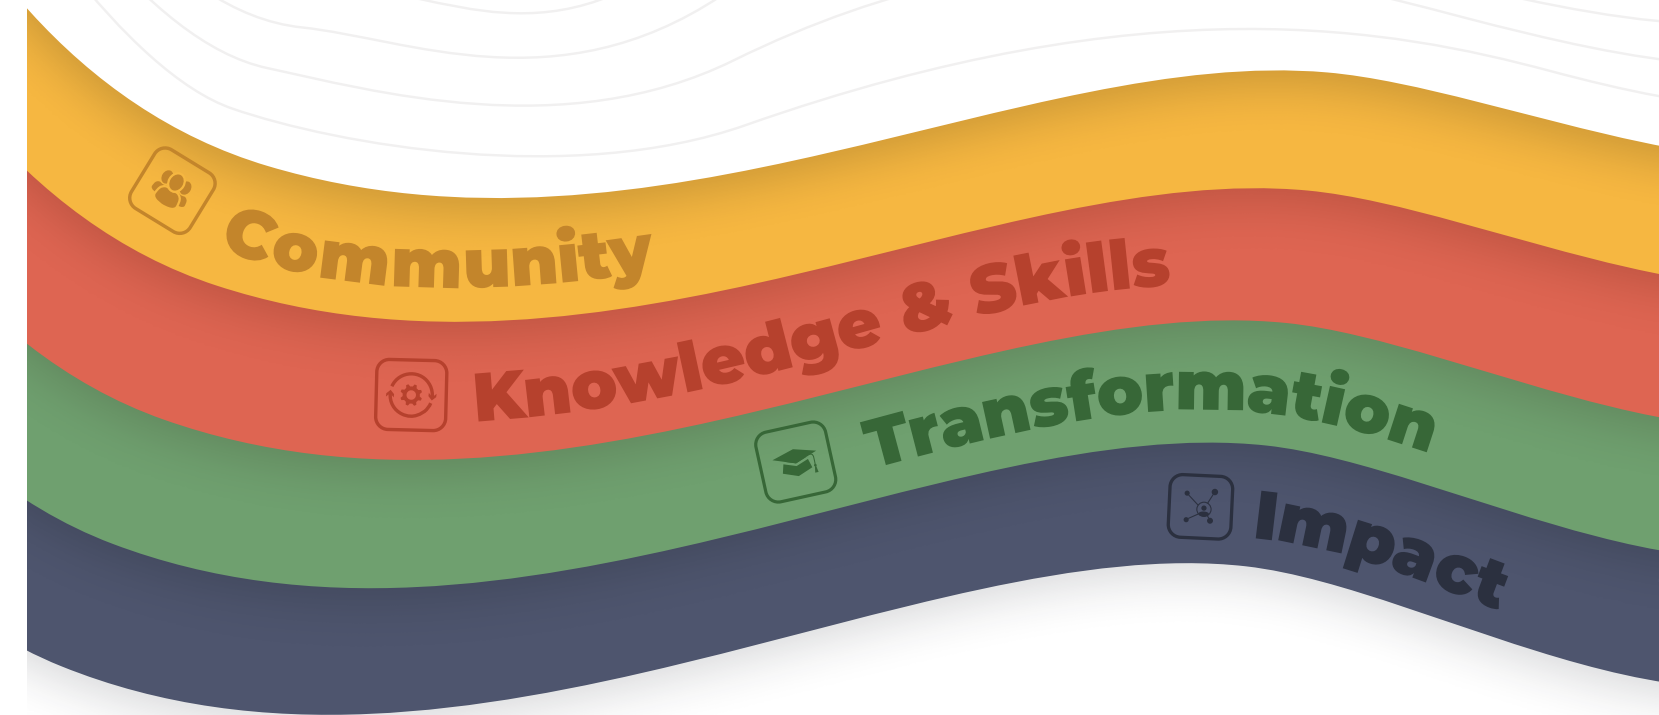 Community
Knowledge & Skills
Transformation
Impact